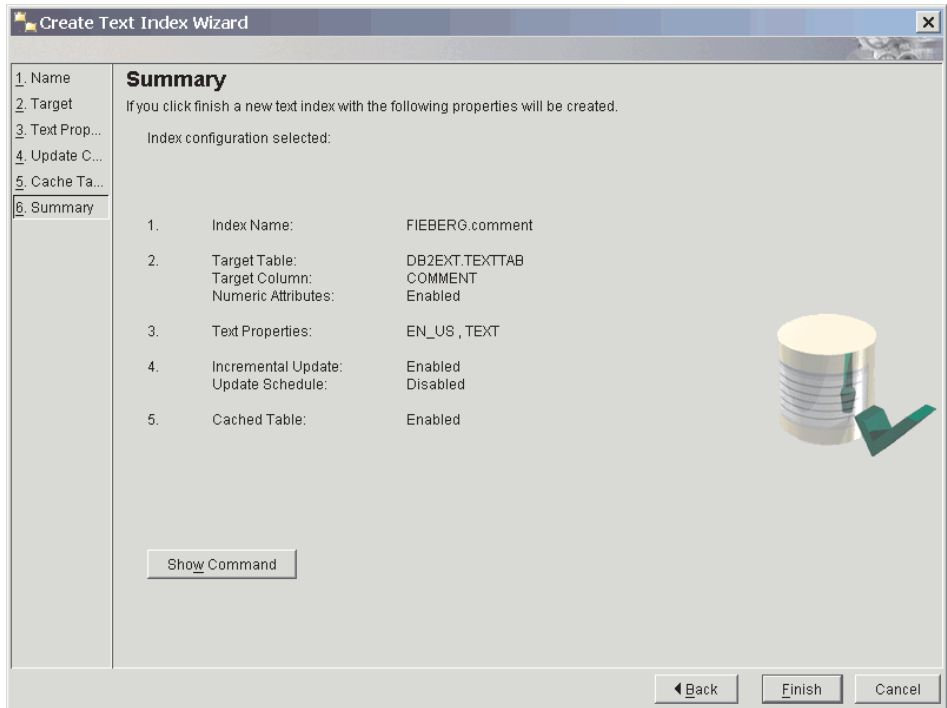 Create Text Index Wizard
1. Name
2. Target
3. Text Prop...
4. Update C...
5. Cache Ta...
6. Summary
Summary
If you click finish a new text index with the following properties will be created.
Index configuration selected:
1. Index Name: FIEBERG.comment
2. Target Table: DB2EXT.TEXTTAB
Target Column: COMMENT
Numeric Attributes: Enabled
3. Text Properties: EN_US , TEXT
4. Incremental Update: Enabled
Update Schedule: Disabled
5. Cached Table: Enabled
Show Command
Back Finish Cancel